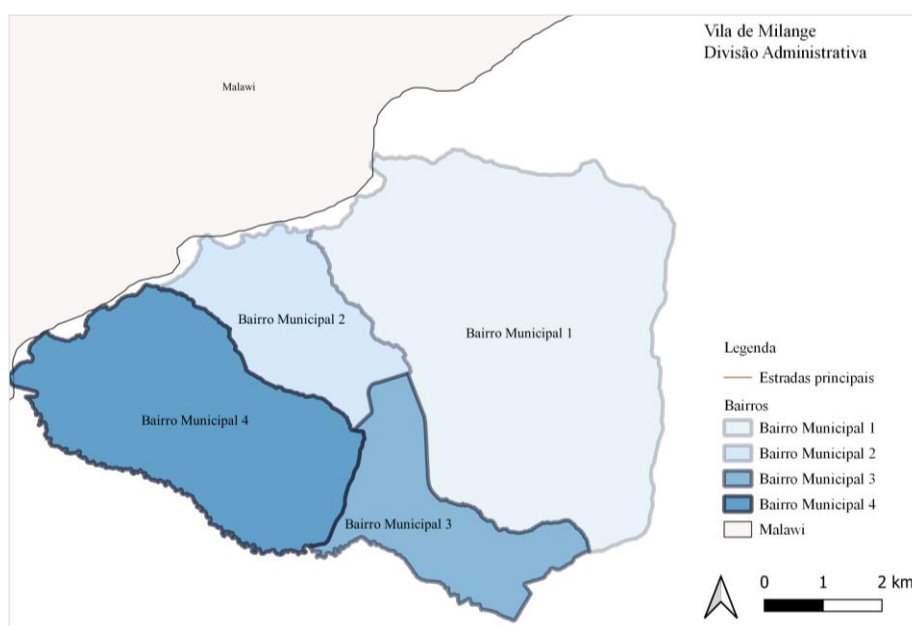 Vila de Milange
Divisão Administrativa
Malawi
Bairro Municipal 2
Bairro Municipal 1
Bairro Municipal 4
Bairro Municipal 3
Legenda
Estradas principais
Bairros
Bairro Municipal 1
Bairro Municipal 2
Bairro Municipal 3
Bairro Municipal 4
Malawi
0 1 2 km